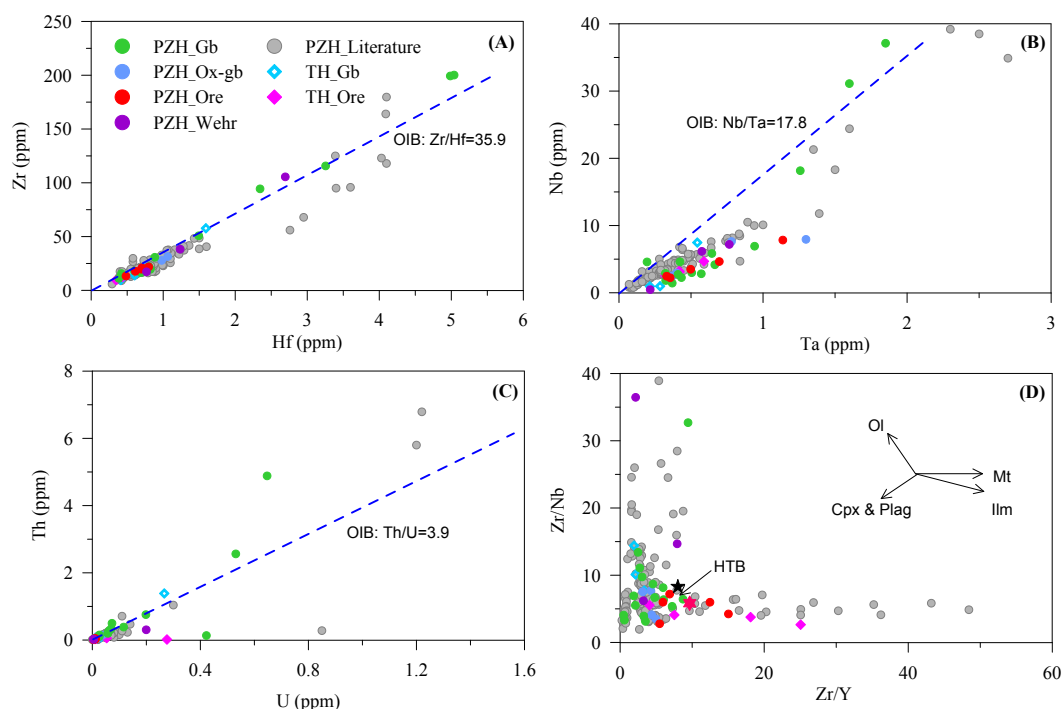 250
200
150
100
50
0
Zr (ppm)
0 1 2 3 4 5 6
Hf (ppm)
(A)
PZH_Gb
PZH_Ox-gb
PZH_Ore
PZH_Wehr
PZH_Literature
TH_Gb
TH_Ore
OIB: Zr/Hf=35.9
40
30
20
10
0
Nb (ppm)
0 1 2 3
Ta (ppm)
(B)
OIB: Nb/Ta=17.8
8
6
4
2
0
Th (ppm)
0 0.4 0.8 1.2 1.6
U (ppm)
(C)
OIB: Th/U=3.9
40
30
20
10
0
Zr/Nb
0 20 40 60
Zr/Y
(D)
Ol
Mt
Cpx & Plag
Ilm
HTB